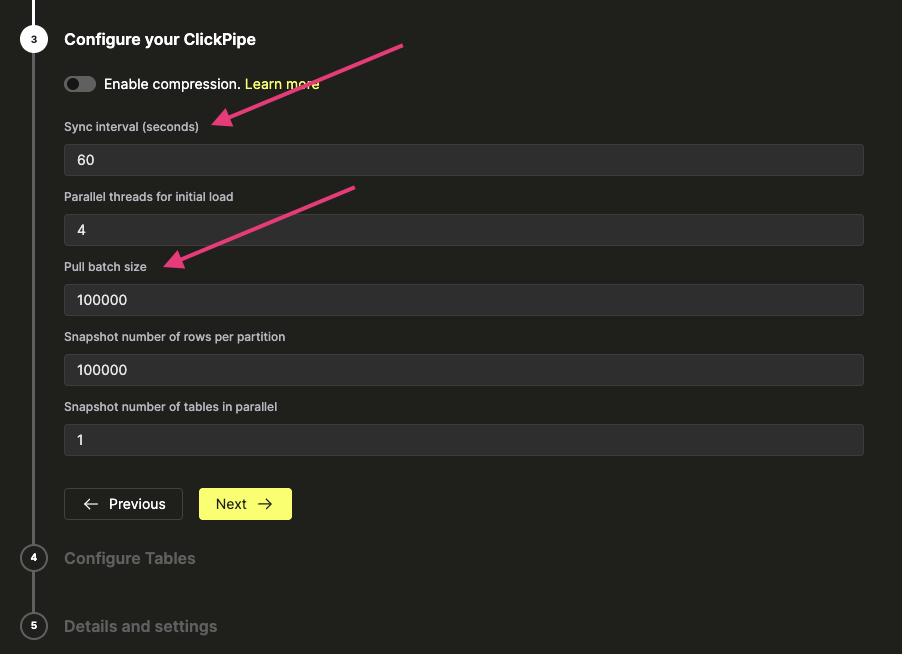 3
Configure your ClickPipe
Enable compression. Learn more
Sync interval (seconds)
60
Parallel threads for initial load
4
Pull batch size
100000
Snapshot number of rows per partition
100000
Snapshot number of tables in parallel
1
← Previous
Next →
4
Configure Tables
5
Details and settings